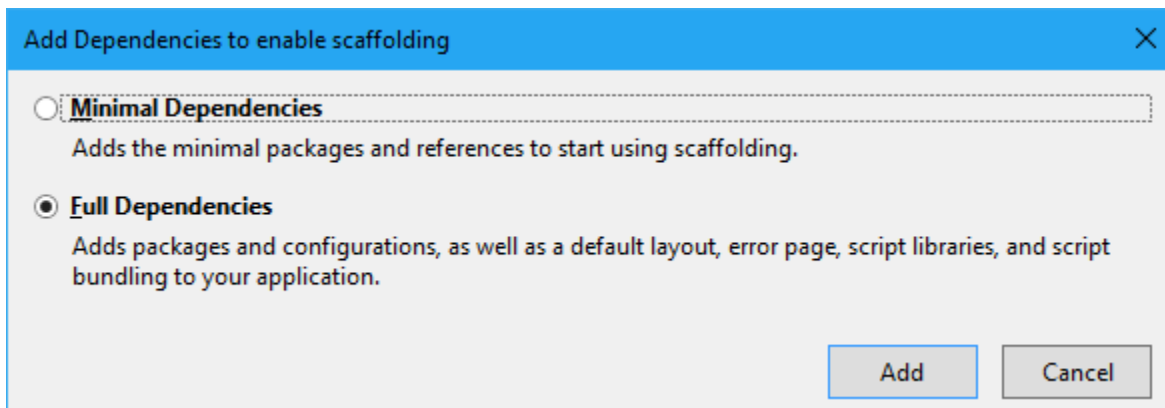 Add Dependencies to enable scaffolding
Minimal Dependencies
Adds the minimal packages and references to start using scaffolding.
Full Dependencies
Adds packages and configurations, as well as a default layout, error page, script libraries, and script
bundling to your application.
Add
Cancel